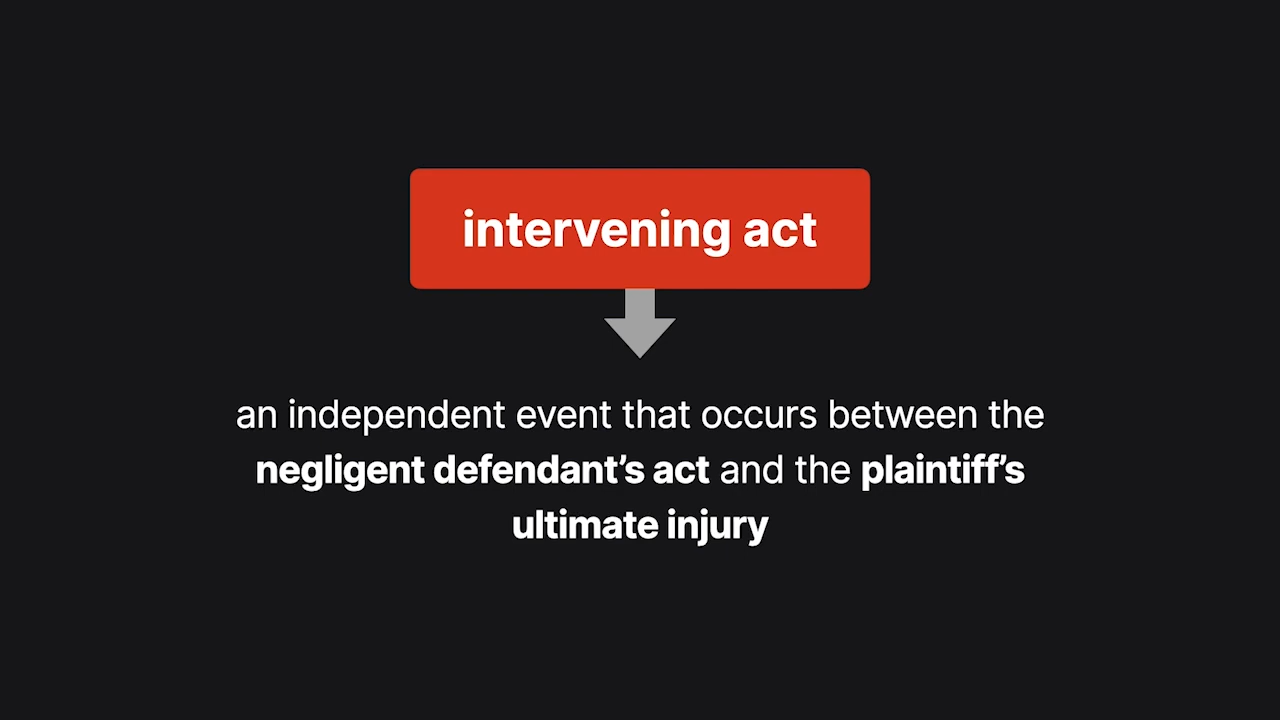 intervening act
an independent event that occurs between the
negligent defendant’s act and the plaintiff’s
ultimate injury